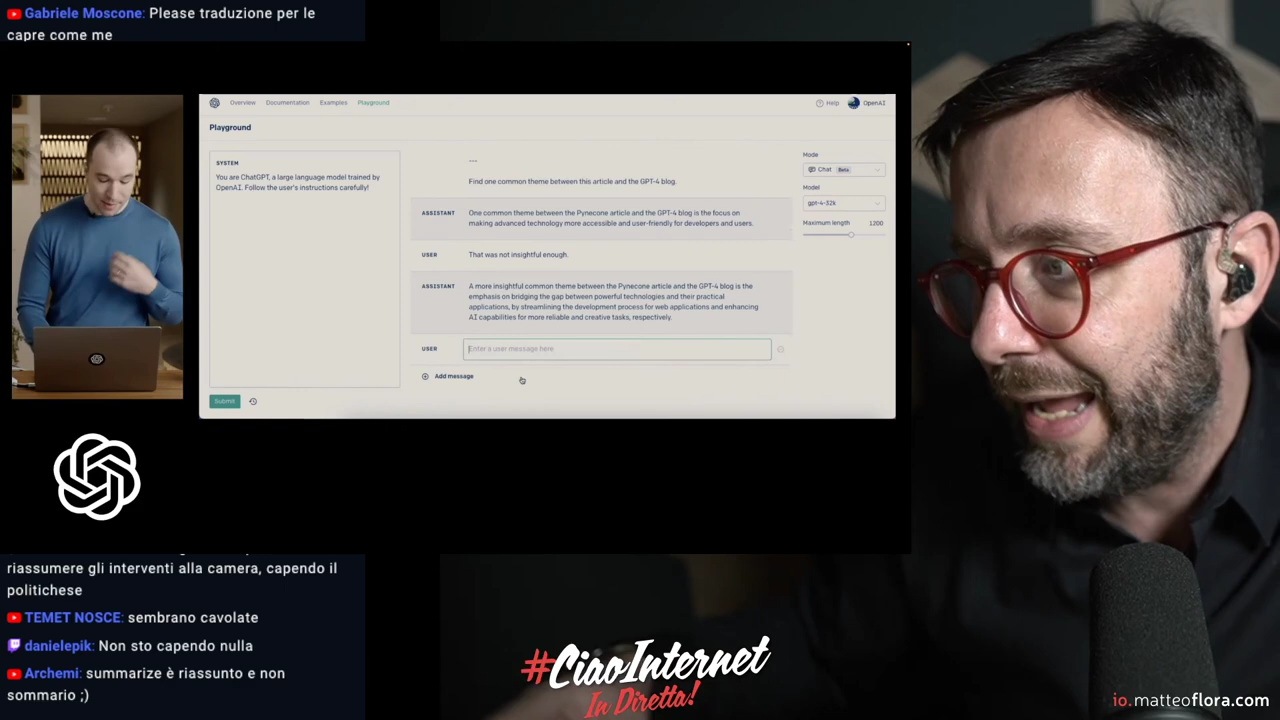 Gabriele Moscone: Please traduzione per le
capre come me
Overview Documentation Examples Playground
Help OpenAI
Playground
SYSTEM
You are ChatGPT, a large language model trained by
OpenAI. Follow the user's instructions carefully!
---
Find one common theme between this article and the GPT-4 blog.
ASSISTANT One common theme between the Pynecone article and the GPT-4 blog is the focus on
making advanced technology more accessible and user-friendly for developers and users.
USER That was not insightful enough.
ASSISTANT A more insightful common theme between the Pynecone article and the GPT-4 blog is the
emphasis on bridging the gap between powerful technologies and their practical
applications, by streamlining the development process for web applications and enhancing
AI capabilities for more reliable and creative tasks, respectively.
USER Enter a user message here
Add message
Submit
Mode
Chat Beta
Model
gpt-4-32k
Maximum length 1200
riassumere gli interventi alla camera, capendo il
politichese
TEMET NOSCE: sembrano cavolate
danielepik: Non sto capendo nulla
Archemi: summarize è riassunto e non
sommario ;)
#CiaoInternet
In Diretta!
io.matteoflora.com